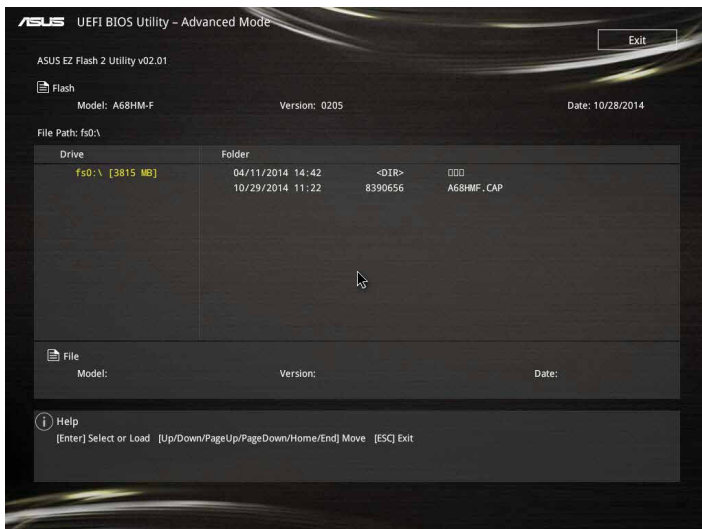 ASUS UEFI BIOS Utility – Advanced Mode
Exit
ASUS EZ Flash 2 Utility v02.01
Flash
Model: A68HM-F Version: 0205 Date: 10/28/2014
File Path: fs0:\
Drive Folder
fs0:\ [3815 MB] 04/11/2014 14:42 <DIR> □□□
10/29/2014 11:22 8390656 A68HMF.CAP
File
Model: Version: Date:
Help
[Enter] Select or Load [Up/Down/PageUp/PageDown/Home/End] Move [ESC] Exit